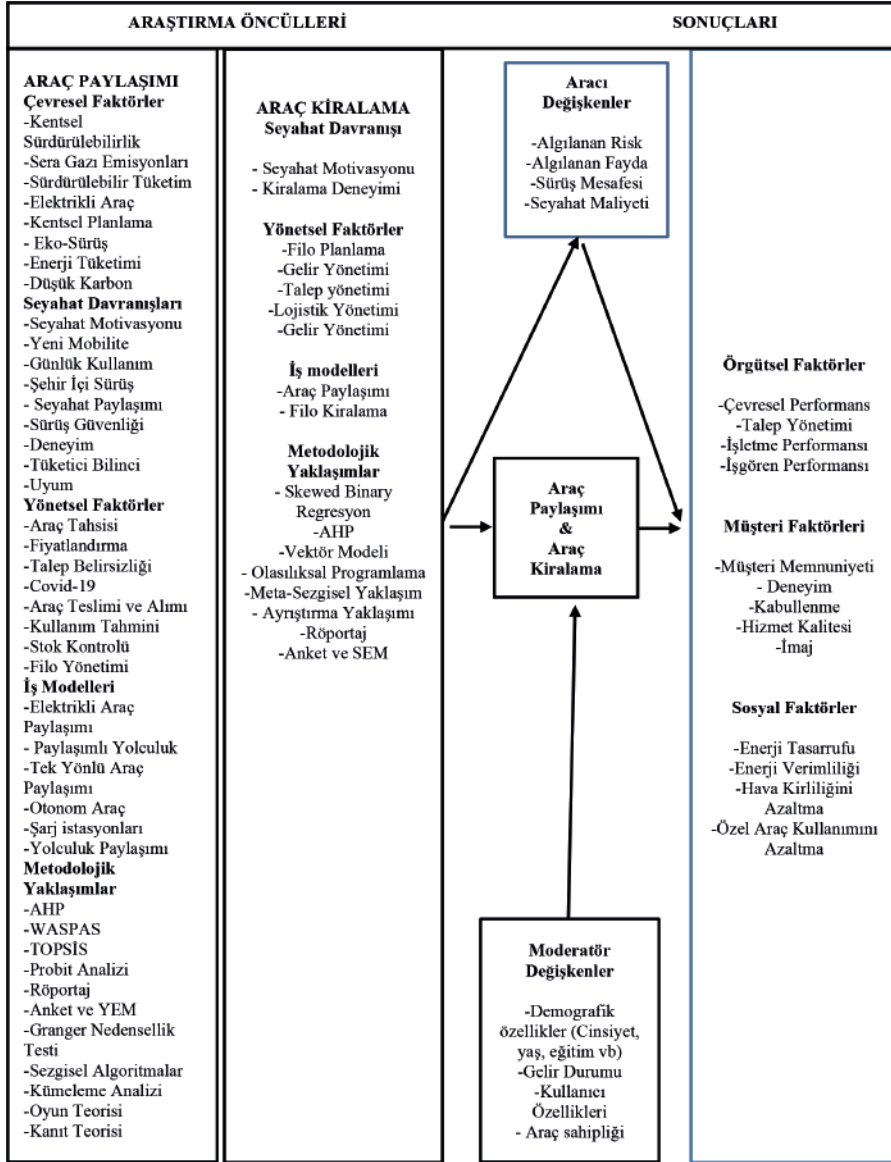 ARAŞTIRMA ÖNCÜLLERİ
SONUÇLARI
ARAÇ PAYLAŞIMI
Çevresel Faktörler
-Kentsel
Sürdürülebilirlik
-Sera Gazı Emisyonları
-Sürdürülebilir Tüketim
-Elektrikli Araç
-Kentsel Planlama
- Eko-Sürüş
-Enerji Tüketimi
-Düşük Karbon
Seyahat Davranışları
-Seyahat Motivasyonu
-Yeni Mobilite
-Günlük Kullanım
-Şehir İçi Sürüş
- Seyahat Paylaşımı
-Sürüş Güvenliği
-Deneyim
-Tüketici Bilinci
-Uyum
Yönetsel Faktörler
-Araç Tahsisi
-Fiyatlandırma
-Talep Belirsizliği
-Covid-19
-Araç Teslimi ve Alımı
-Kullanım Tahmini
-Stok Kontrolü
-Filo Yönetimi
İş Modelleri
-Elektrikli Araç
Paylaşımı
- Paylaşımlı Yolculuk
-Tek Yönlü Araç
Paylaşımı
-Otonom Araç
-Şarj istasyonları
-Yolculuk Paylaşımı
Metodolojik
Yaklaşımlar
-AHP
-WASPAS
-TOPSİS
-Probit Analizi
-Röportaj
-Anket ve YEM
-Granger Nedensellik
Testi
-Sezgisel Algoritmalar
-Kümeleme Analizi
-Oyun Teorisi
-Kanıt Teorisi
ARAÇ KİRALAMA
Seyahat Davranışı
- Seyahat Motivasyonu
- Kiralama Deneyimi
Yönetsel Faktörler
-Filo Planlama
-Gelir Yönetimi
-Talep yönetimi
-Lojistik Yönetimi
-Gelir Yönetimi
İş modelleri
-Araç Paylaşımı
- Filo Kiralama
Metodolojik
Yaklaşımlar
- Skewed Binary
Regresyon
-AHP
-Vektör Modeli
- Olasılıksal Programlama
-Meta-Sezgisel Yaklaşım
- Ayrıştırma Yaklaşımı
-Röportaj
-Anket ve SEM
Aracı
Değişkenler
-Algılanan Risk
-Algılanan Fayda
-Sürüş Mesafesi
-Seyahat Maliyeti
Araç
Paylaşımı
&
Araç
Kiralama
Moderatör
Değişkenler
-Demografik
özellikler (Cinsiyet,
yaş, eğitim vb)
-Gelir Durumu
-Kullanıcı
Özellikleri
- Araç sahipliği
Örgütsel Faktörler
-Çevresel Performans
-Talep Yönetimi
-İşletme Performansı
-İşgören Performansı
Müşteri Faktörleri
-Müşteri Memnuniyeti
- Deneyim
-Kabullenme
-Hizmet Kalitesi
-İmaj
Sosyal Faktörler
-Enerji Tasarrufu
-Enerji Verimliliği
-Hava Kirliliğini
Azaltma
-Özel Araç Kullanımını
Azaltma